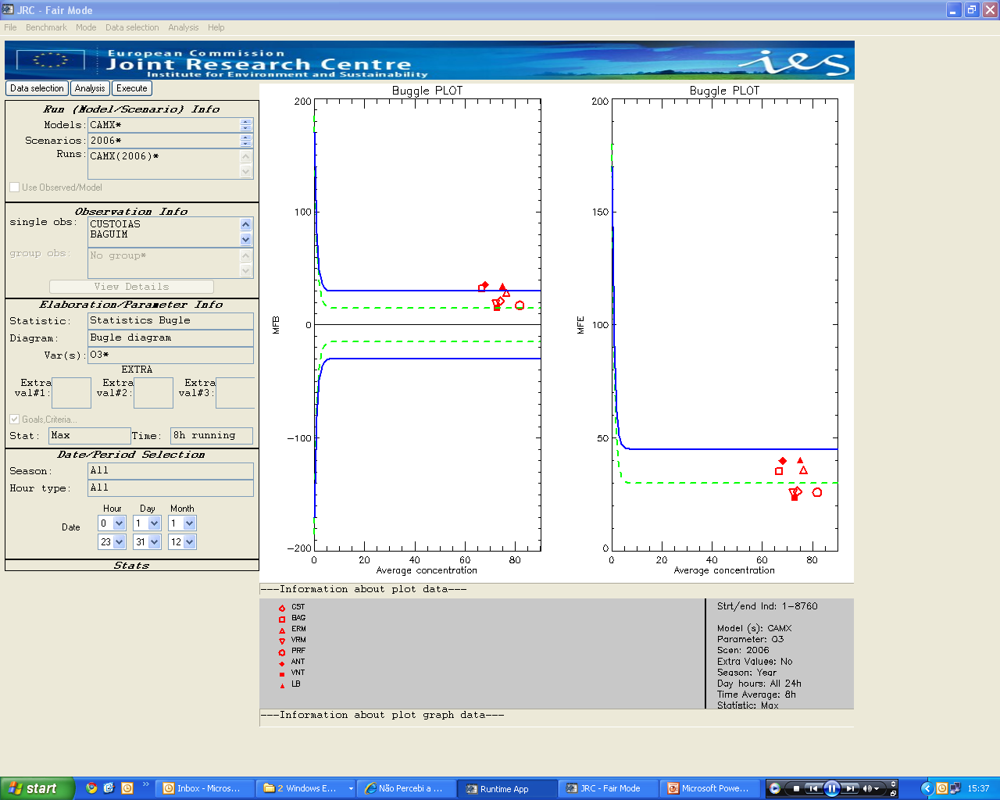 JRC - Fair Mode
File Benchmark Mode Data selection Analysis Help
European Commission
Joint Research Centre
Institute for Environment and Sustainability
ies
Data selection Analysis Execute
Run (Model/Scenario) Info
Models: CAMX*
Scenarios: 2006*
Runs: CAMX(2006)*
Use Observed/Model
Observation Info
single obs: CUSTOIAS
BAGUIM
group obs: No group*
View Details
Elaboration/Parameter Info
Statistic: Statistics Bugle
Diagram: Bugle diagram
Var(s): O3*
EXTRA
Extra val#1: Extra val#2: Extra val#3:
Goals,Criteria...
Stat: Max Time: 8h running
Date/Period Selection
Season: All
Hour type: All
Hour Day Month
Date 0 1 1
23 31 12
Stats
Buggle PLOT
200
100
0
-100
-200
MFB
0 20 40 60 80
Average concentration
Buggle PLOT
200
150
100
50
0
MFE
0 20 40 60 80
Average concentration
---Information about plot data---
CST
BAG
ERM
VRM
PRF
ANT
VNT
LB
Strt/end Ind: 1-8760
Model (s): CAMX
Parameter: O3
Scen: 2006
Extra Values: No
Season: Year
Day hours: All 24h
Time Average: 8h
Statistic: Max
---Information about plot graph data---
start
Inbox - Micros... 2 Windows E... Não Percebi a ... Runtime App JRC - Fair Mode Microsoft Powe... 15:37